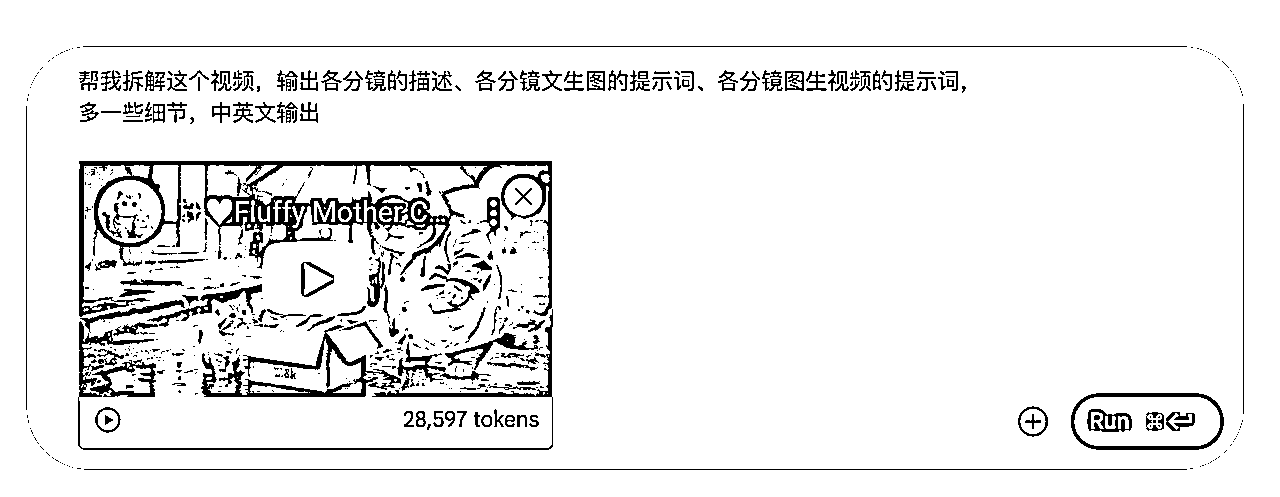 帮我拆解这个视频，输出各分镜的描述、各分镜文生图的提示词、各分镜图生视频的提示词，
多一些细节，中英文输出
Fluffy Mother C...
28,597 tokens
Run ⌘↵